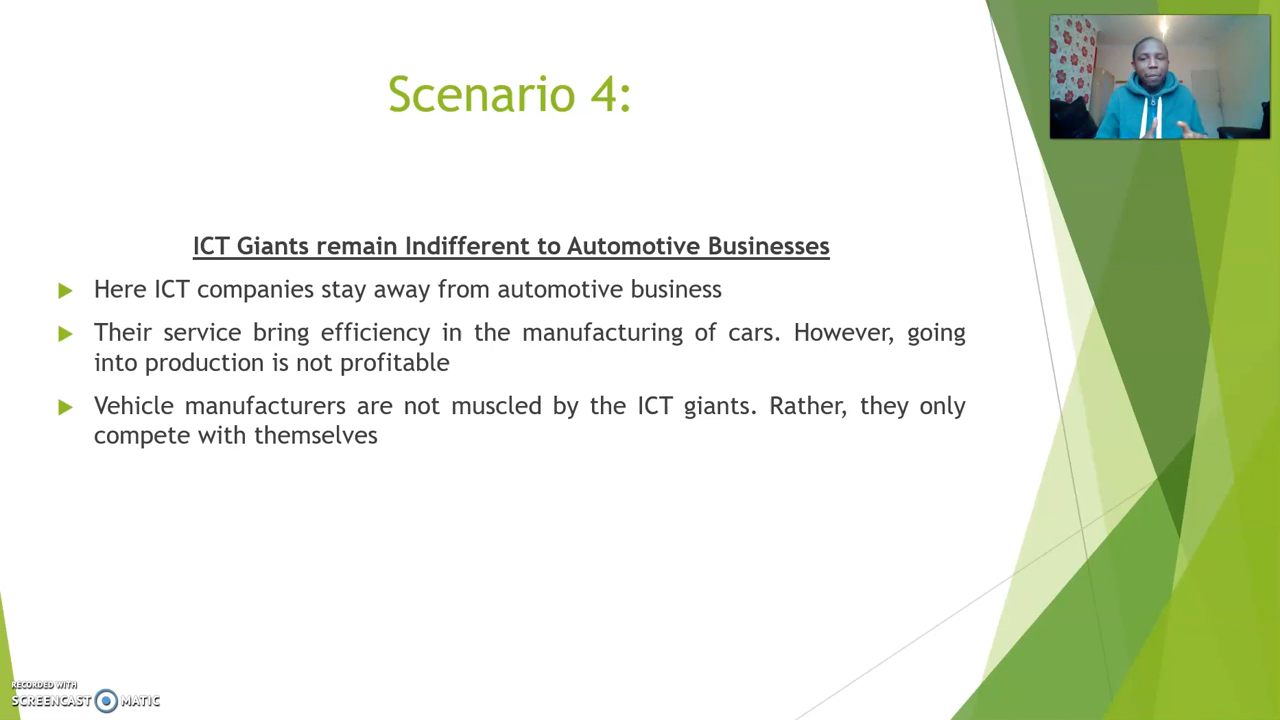 Scenario 4:
ICT Giants remain Indifferent to Automotive Businesses
Here ICT companies stay away from automotive business
Their service bring efficiency in the manufacturing of cars. However, going
into production is not profitable
Vehicle manufacturers are not muscled by the ICT giants. Rather, they only
compete with themselves
RECORDED WITH
SCREENCAST MATIC